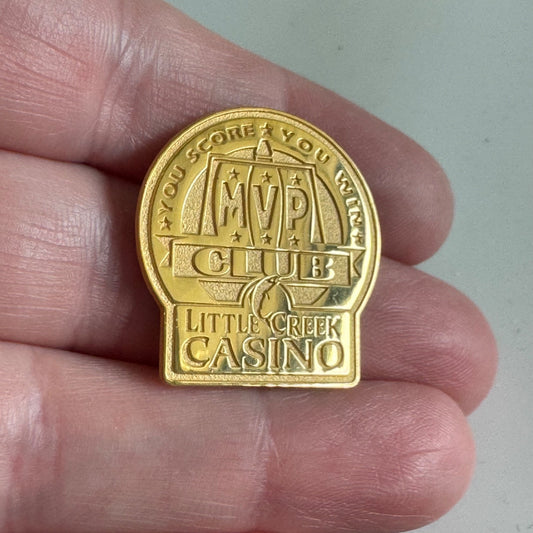 ★YOU SCORE★YOU WIN★
MVP
CLUB
LITTLE CREEK
CASINO